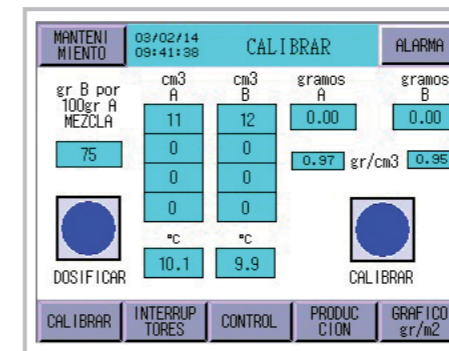 MANTENI
MIENTO
03/02/14
09:41:38
CALIBRAR
ALARMA
gr B por
100gr A
MEZCLA
75
cm3
A
cm3
B
gramos
A
gramos
B
11
12
0.00
0.00
0
0
0.97 gr/cm3 0.95
0
0
0
0
°C
°C
10.1
9.9
DOSIFICAR
CALIBRAR
CALIBRAR
INTERRUP
TORES
CONTROL
PRODUC
CION
GRAFICO
gr/m2